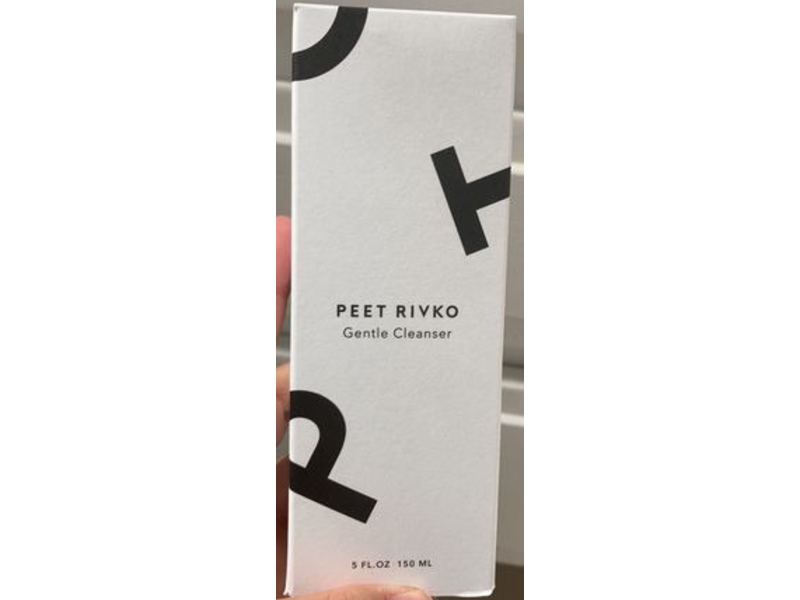 PEET RIVKO
Gentle Cleanser
P
T
5 FL.OZ 150 ML